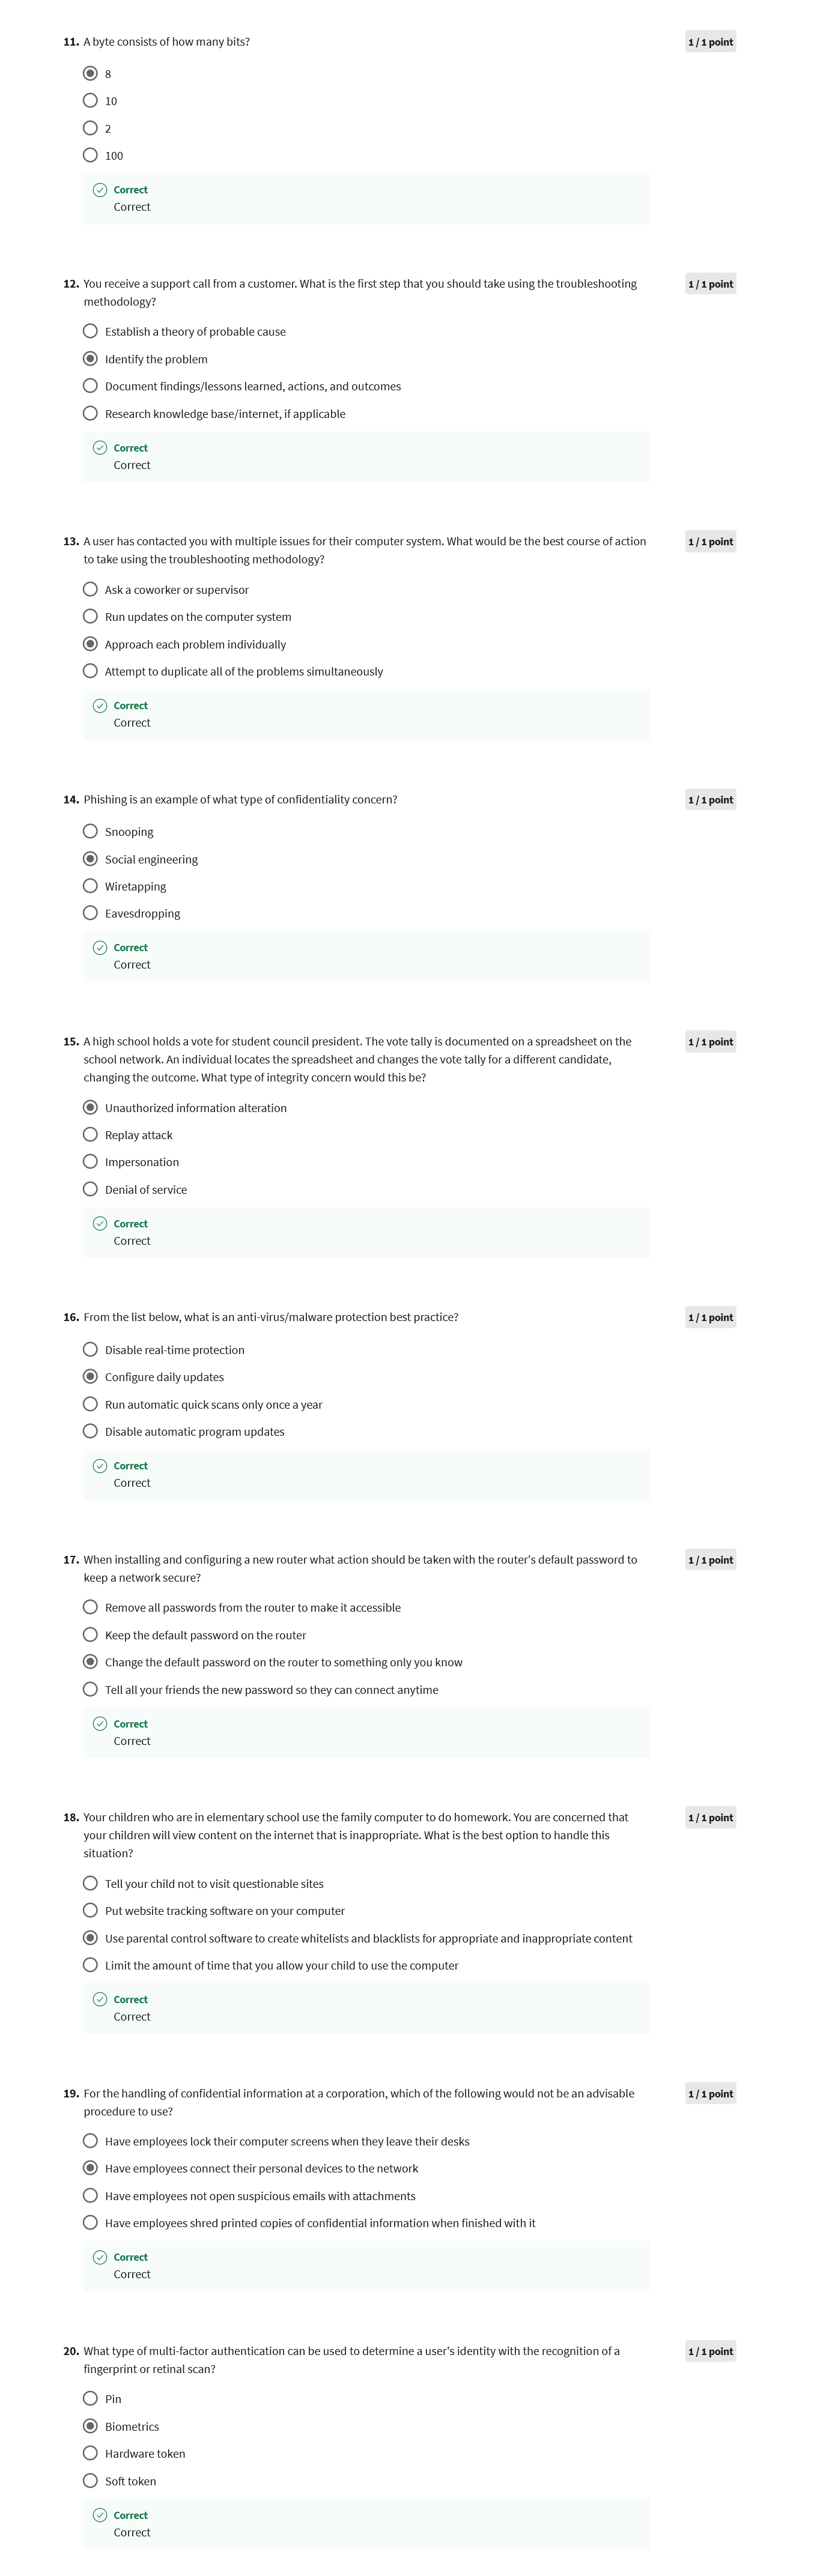 11. A byte consists of how many bits?
1 / 1 point
8
10
2
100
Correct
Correct
12. You receive a support call from a customer. What is the first step that you should take using the troubleshooting
methodology?
1 / 1 point
Establish a theory of probable cause
Identify the problem
Document findings/lessons learned, actions, and outcomes
Research knowledge base/internet, if applicable
Correct
Correct
13. A user has contacted you with multiple issues for their computer system. What would be the best course of action
to take using the troubleshooting methodology?
1 / 1 point
Ask a coworker or supervisor
Run updates on the computer system
Approach each problem individually
Attempt to duplicate all of the problems simultaneously
Correct
Correct
14. Phishing is an example of what type of confidentiality concern?
1 / 1 point
Snooping
Social engineering
Wiretapping
Eavesdropping
Correct
Correct
15. A high school holds a vote for student council president. The vote tally is documented on a spreadsheet on the
school network. An individual locates the spreadsheet and changes the vote tally for a different candidate,
changing the outcome. What type of integrity concern would this be?
1 / 1 point
Unauthorized information alteration
Replay attack
Impersonation
Denial of service
Correct
Correct
16. From the list below, what is an anti-virus/malware protection best practice?
1 / 1 point
Disable real-time protection
Configure daily updates
Run automatic quick scans only once a year
Disable automatic program updates
Correct
Correct
17. When installing and configuring a new router what action should be taken with the router's default password to
keep a network secure?
1 / 1 point
Remove all passwords from the router to make it accessible
Keep the default password on the router
Change the default password on the router to something only you know
Tell all your friends the new password so they can connect anytime
Correct
Correct
18. Your children who are in elementary school use the family computer to do homework. You are concerned that
your children will view content on the internet that is inappropriate. What is the best option to handle this
situation?
1 / 1 point
Tell your child not to visit questionable sites
Put website tracking software on your computer
Use parental control software to create whitelists and blacklists for appropriate and inappropriate content
Limit the amount of time that you allow your child to use the computer
Correct
Correct
19. For the handling of confidential information at a corporation, which of the following would not be an advisable
procedure to use?
1 / 1 point
Have employees lock their computer screens when they leave their desks
Have employees connect their personal devices to the network
Have employees not open suspicious emails with attachments
Have employees shred printed copies of confidential information when finished with it
Correct
Correct
20. What type of multi-factor authentication can be used to determine a user's identity with the recognition of a
fingerprint or retinal scan?
1 / 1 point
Pin
Biometrics
Hardware token
Soft token
Correct
Correct